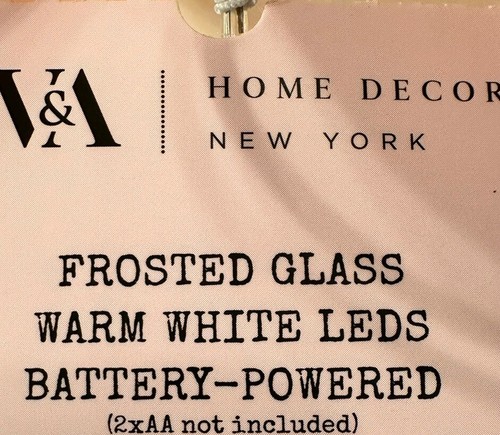 V&A
HOME DECOR
NEW YORK
FROSTED GLASS
WARM WHITE LEDS
BATTERY-POWERED
(2xAA not included)